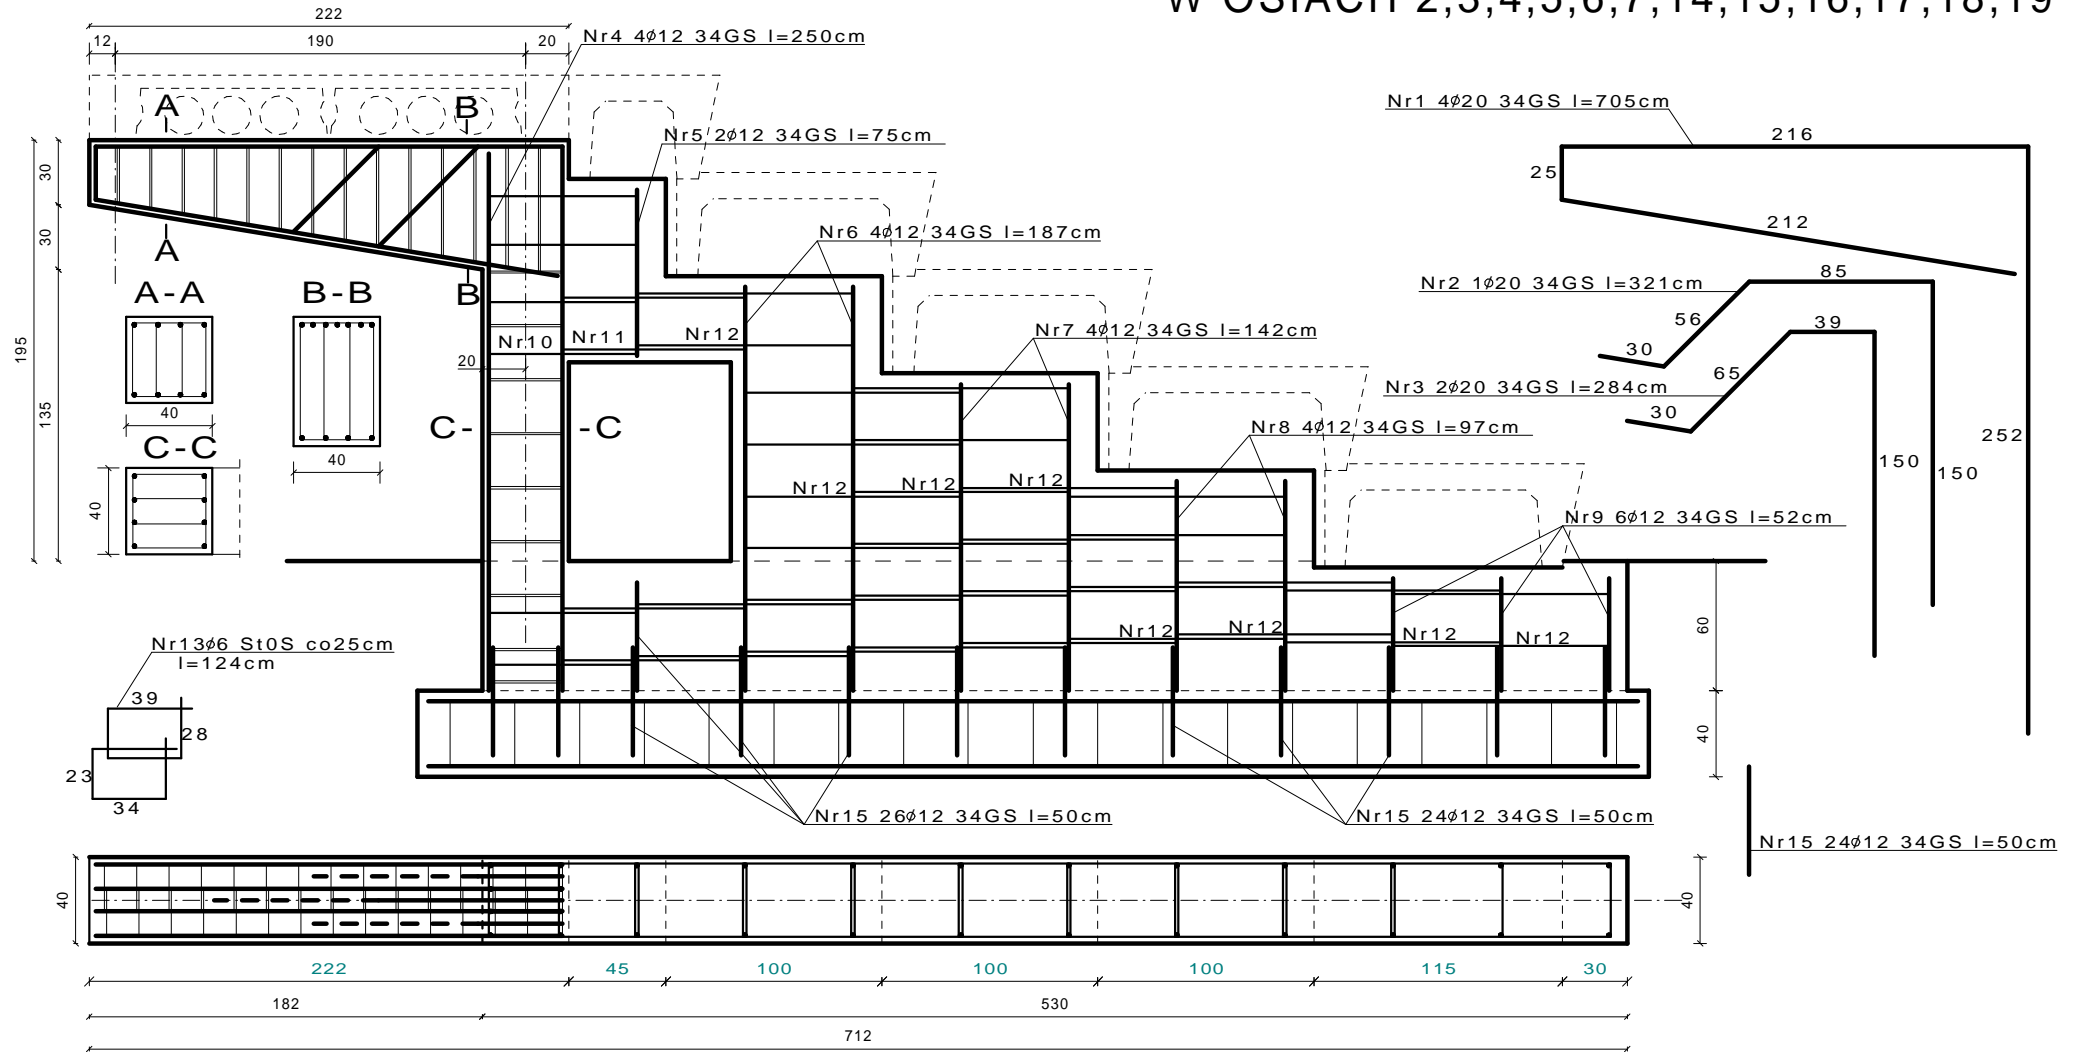 W OSIACH 2,3,4,5,6,7,14,15,16,17,18,19
222
12
190
20
Nr4 4ø12 34GS l=250cm
A
B
Nr5 2ø12 34GS l=75cm
Nr1 4ø20 34GS l=705cm
216
25
212
30
30
195
135
A
B
A-A
B-B
40
C-C
40
40
Nr6 4ø12 34GS l=187cm
Nr2 1ø20 34GS l=321cm
85
56
30
39
Nr10
Nr11
Nr12
20
Nr7 4ø12 34GS l=142cm
65
30
Nr3 2ø20 34GS l=284cm
C-
-C
Nr8 4ø12 34GS l=97cm
252
150
150
Nr12
Nr12
Nr12
Nr9 6ø12 34GS l=52cm
60
Nr12
Nr12
Nr12
Nr12
Nr13ø6 St0S co25cm
l=124cm
39
28
23
34
40
Nr15 26ø12 34GS l=50cm
Nr15 24ø12 34GS l=50cm
Nr15 24ø12 34GS l=50cm
40
40
222
45
100
100
100
115
30
182
530
712